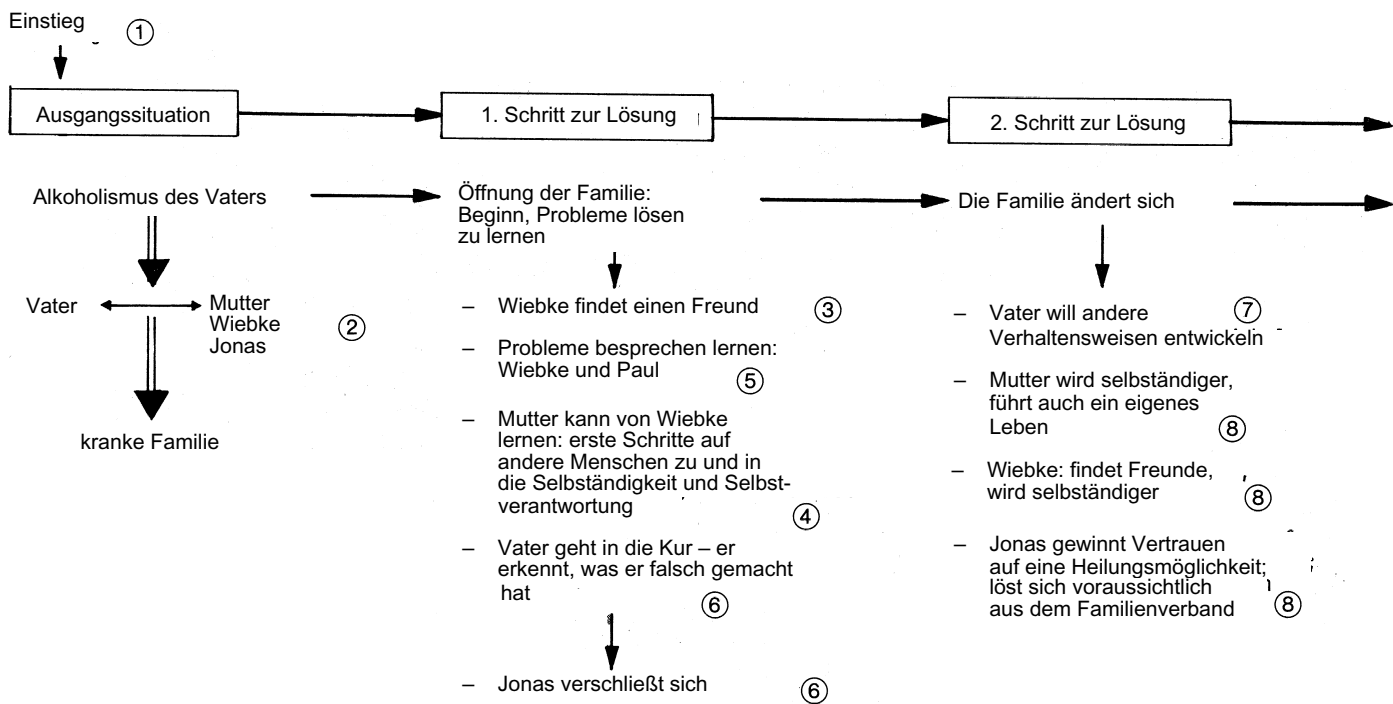 Einstieg ①
Ausgangssituation
1. Schritt zur Lösung
2. Schritt zur Lösung
Alkoholismus des Vaters
Vater
Mutter
Wiebke
Jonas ②
kranke Familie
Öffnung der Familie:
Beginn, Probleme lösen
zu lernen
– Wiebke findet einen Freund ③
– Probleme besprechen lernen:
Wiebke und Paul ⑤
– Mutter kann von Wiebke
lernen: erste Schritte auf
andere Menschen zu und in
die Selbständigkeit und Selbst-
verantwortung ④
– Vater geht in die Kur – er
erkennt, was er falsch gemacht
hat ⑥
– Jonas verschließt sich ⑥
Die Familie ändert sich
– Vater will andere ⑦
Verhaltensweisen entwickeln
– Mutter wird selbständiger,
führt auch ein eigenes
Leben ⑧
– Wiebke: findet Freunde,
wird selbständiger ⑧
– Jonas gewinnt Vertrauen
auf eine Heilungsmöglichkeit;
löst sich voraussichtlich
aus dem Familienverband ⑧